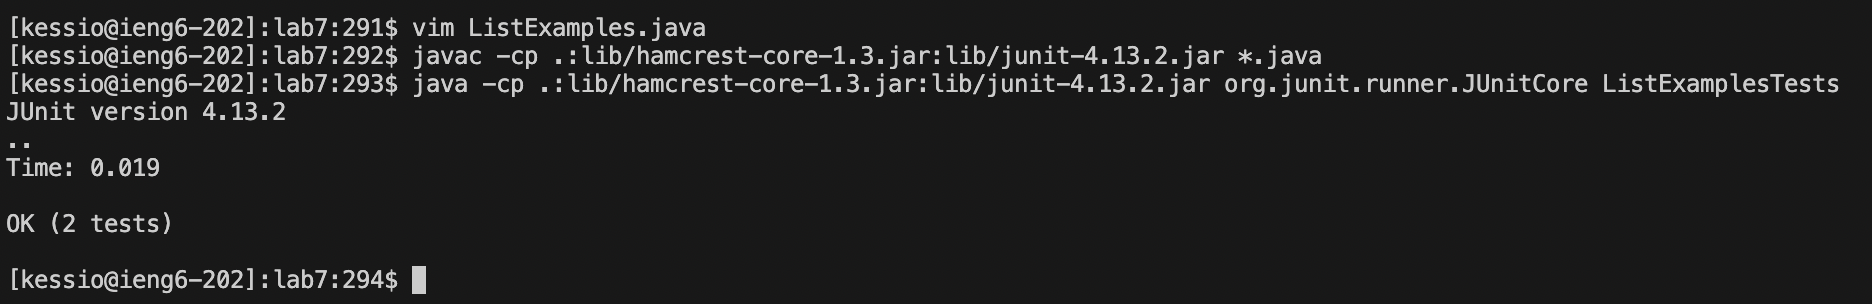 [kessio@ieng6-202]:lab7:291$ vim ListExamples.java
[kessio@ieng6-202]:lab7:292$ javac -cp .:lib/hamcrest-core-1.3.jar:lib/junit-4.13.2.jar *.java
[kessio@ieng6-202]:lab7:293$ java -cp .:lib/hamcrest-core-1.3.jar:lib/junit-4.13.2.jar org.junit.runner.JUnitCore ListExamplesTests
JUnit version 4.13.2
..
Time: 0.019
OK (2 tests)
[kessio@ieng6-202]:lab7:294$